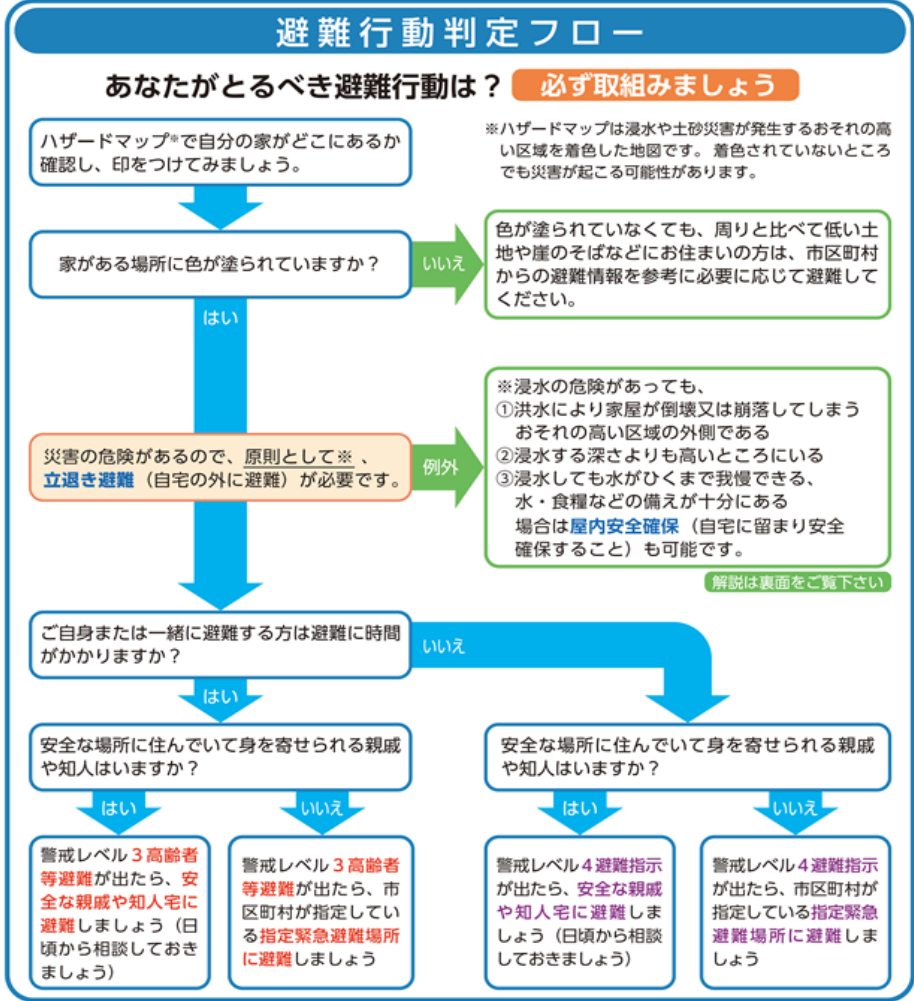 避難行動判定フロー
あなたがとるべき避難行動は？ 必ず取組みましょう
ハザードマップ※で自分の家がどこにあるか
確認し、印をつけてみましょう。
※ハザードマップは浸水や土砂災害が発生するおそれの高
い区域を着色した地図です。着色されていないところ
でも災害が起こる可能性があります。
家がある場所に色が塗られていますか？
いいえ
色が塗られていなくても、周りと比べて低い土
地や崖のそばなどにお住まいの方は、市区町村
からの避難情報を参考に必要に応じて避難して
ください。
はい
災害の危険があるので、原則として※、
立退き避難（自宅の外に避難）が必要です。
例外
※浸水の危険があっても、
①洪水により家屋が倒壊又は崩落してしまう
おそれの高い区域の外側である
②浸水する深さよりも高いところにいる
③浸水しても水がひくまで我慢できる、
水・食糧などの備えが十分にある
場合は屋内安全確保（自宅に留まり安全
確保すること）も可能です。
解説は裏面をご覧下さい
ご自身または一緒に避難する方は避難に時間
がかかりますか？
いいえ
はい
安全な場所に住んでいて身を寄せられる親戚
や知人はいますか？
はい
いいえ
警戒レベル３高齢者
等避難が出たら、安
全な親戚や知人宅に
避難しましょう（日
頃から相談しておき
ましょう）
警戒レベル３高齢者
等避難が出たら、市
区町村が指定してい
る指定緊急避難場所
に避難しましょう
安全な場所に住んでいて身を寄せられる親戚
や知人はいますか？
はい
いいえ
警戒レベル４避難指示
が出たら、安全な親戚
や知人宅に避難しま
しょう（日頃から相談
しておきましょう）
警戒レベル４避難指示
が出たら、市区町村が
指定している指定緊急
避難場所に避難しま
しょう